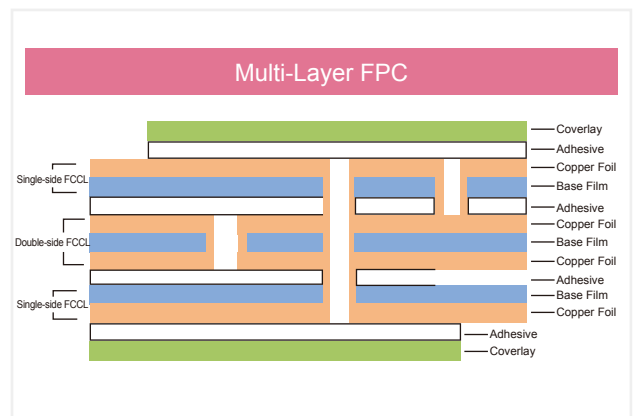 Multi-Layer FPC
Coverlay
Adhesive
Copper Foil
Single-side FCCL
Base Film
Adhesive
Copper Foil
Double-side FCCL
Base Film
Copper Foil
Adhesive
Base Film
Single-side FCCL
Copper Foil
Adhesive
Coverlay